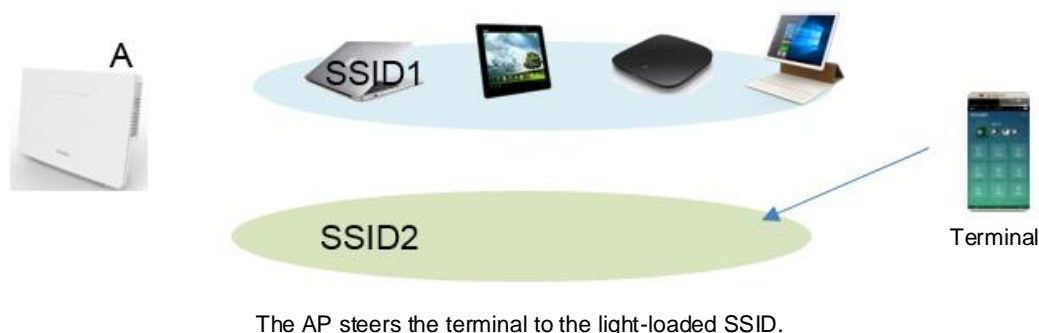 A
SSID1
SSID2
Terminal
The AP steers the terminal to the light-loaded SSID.